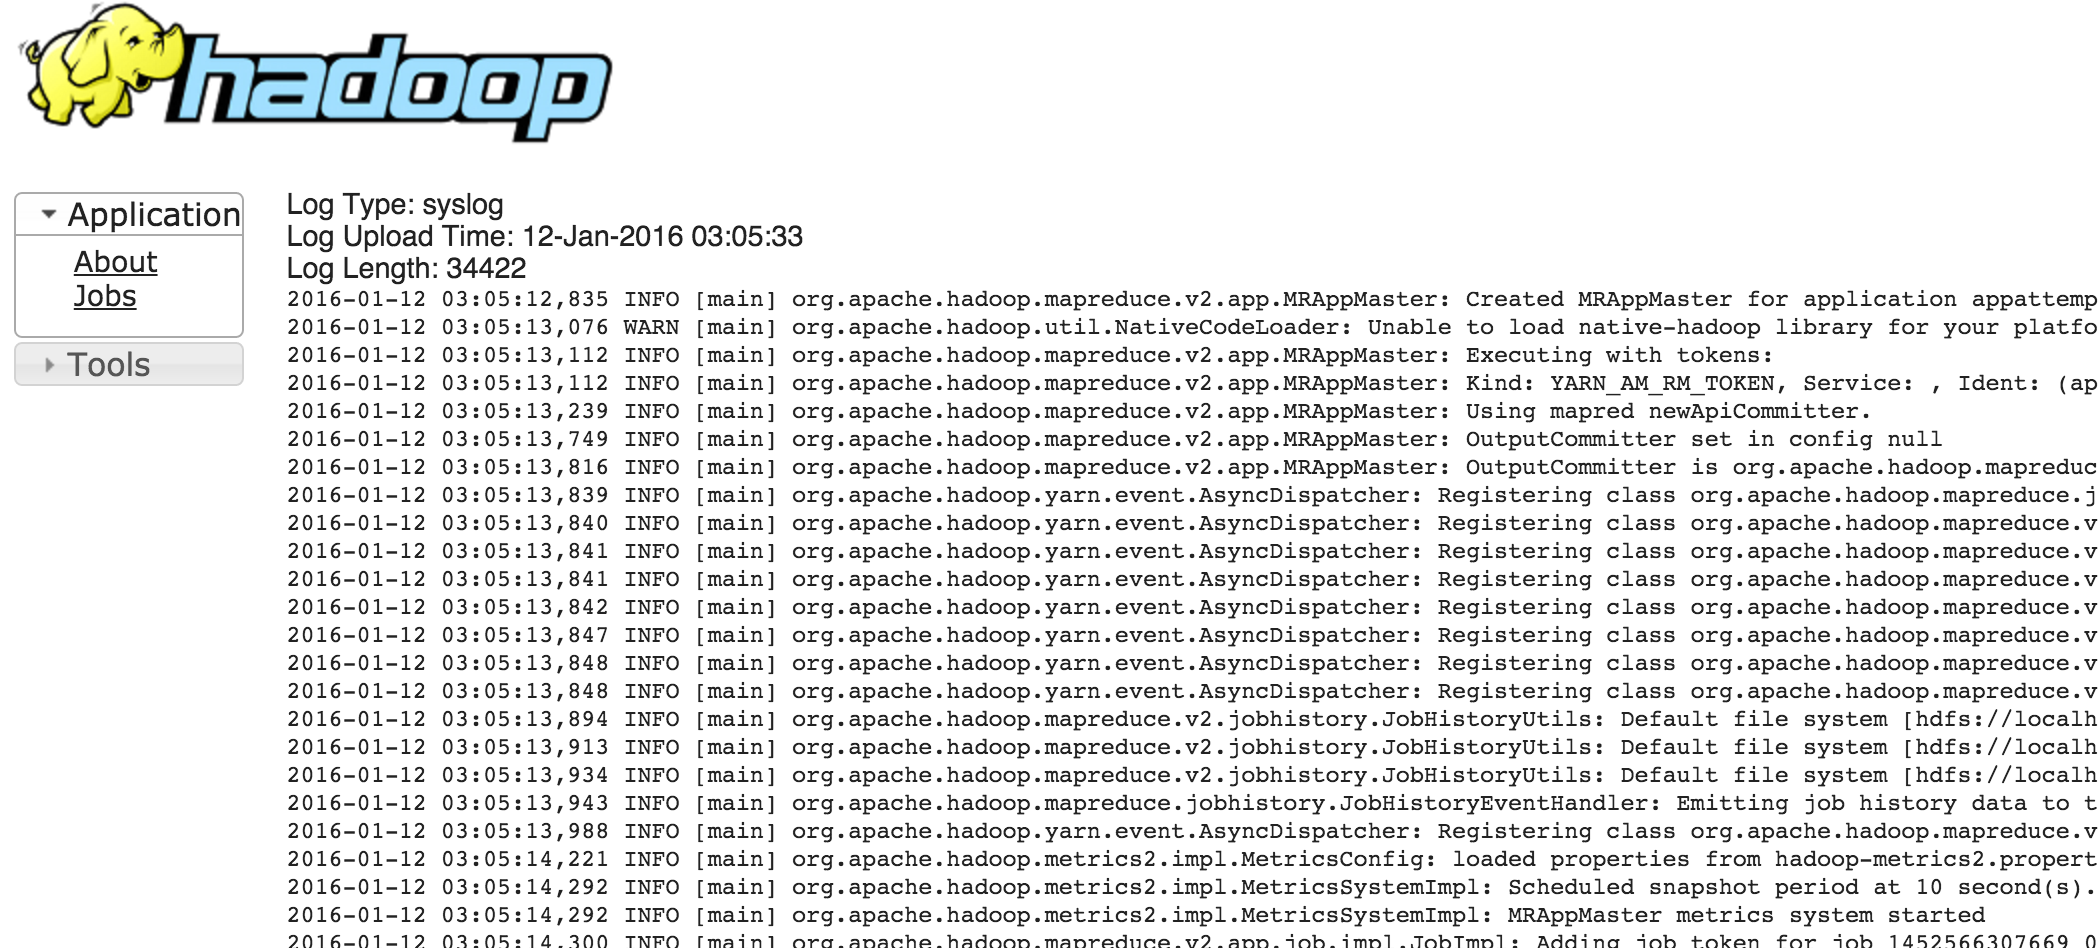 hadoop
Application
About
Jobs
Tools
Log Type: syslog
Log Upload Time: 12-Jan-2016 03:05:33
Log Length: 34422
2016-01-12 03:05:12,835 INFO [main] org.apache.hadoop.mapreduce.v2.app.MRAppMaster: Created MRAppMaster for application appattemp
2016-01-12 03:05:13,076 WARN [main] org.apache.hadoop.util.NativeCodeLoader: Unable to load native-hadoop library for your platfo
2016-01-12 03:05:13,112 INFO [main] org.apache.hadoop.mapreduce.v2.app.MRAppMaster: Executing with tokens:
2016-01-12 03:05:13,112 INFO [main] org.apache.hadoop.mapreduce.v2.app.MRAppMaster: Kind: YARN_AM_RM_TOKEN, Service: , Ident: (ap
2016-01-12 03:05:13,239 INFO [main] org.apache.hadoop.mapreduce.v2.app.MRAppMaster: Using mapred newApiCommitter.
2016-01-12 03:05:13,749 INFO [main] org.apache.hadoop.mapreduce.v2.app.MRAppMaster: OutputCommitter set in config null
2016-01-12 03:05:13,816 INFO [main] org.apache.hadoop.mapreduce.v2.app.MRAppMaster: OutputCommitter is org.apache.hadoop.mapreduc
2016-01-12 03:05:13,839 INFO [main] org.apache.hadoop.yarn.event.AsyncDispatcher: Registering class org.apache.hadoop.mapreduce.j
2016-01-12 03:05:13,840 INFO [main] org.apache.hadoop.yarn.event.AsyncDispatcher: Registering class org.apache.hadoop.mapreduce.v
2016-01-12 03:05:13,841 INFO [main] org.apache.hadoop.yarn.event.AsyncDispatcher: Registering class org.apache.hadoop.mapreduce.v
2016-01-12 03:05:13,841 INFO [main] org.apache.hadoop.yarn.event.AsyncDispatcher: Registering class org.apache.hadoop.mapreduce.v
2016-01-12 03:05:13,842 INFO [main] org.apache.hadoop.yarn.event.AsyncDispatcher: Registering class org.apache.hadoop.mapreduce.v
2016-01-12 03:05:13,847 INFO [main] org.apache.hadoop.yarn.event.AsyncDispatcher: Registering class org.apache.hadoop.mapreduce.v
2016-01-12 03:05:13,848 INFO [main] org.apache.hadoop.yarn.event.AsyncDispatcher: Registering class org.apache.hadoop.mapreduce.v
2016-01-12 03:05:13,848 INFO [main] org.apache.hadoop.yarn.event.AsyncDispatcher: Registering class org.apache.hadoop.mapreduce.v
2016-01-12 03:05:13,894 INFO [main] org.apache.hadoop.mapreduce.v2.jobhistory.JobHistoryUtils: Default file system [hdfs://localh
2016-01-12 03:05:13,913 INFO [main] org.apache.hadoop.mapreduce.v2.jobhistory.JobHistoryUtils: Default file system [hdfs://localh
2016-01-12 03:05:13,934 INFO [main] org.apache.hadoop.mapreduce.v2.jobhistory.JobHistoryUtils: Default file system [hdfs://localh
2016-01-12 03:05:13,943 INFO [main] org.apache.hadoop.mapreduce.jobhistory.JobHistoryEventHandler: Emitting job history data to t
2016-01-12 03:05:13,988 INFO [main] org.apache.hadoop.yarn.event.AsyncDispatcher: Registering class org.apache.hadoop.mapreduce.v
2016-01-12 03:05:14,221 INFO [main] org.apache.hadoop.metrics2.impl.MetricsConfig: loaded properties from hadoop-metrics2.propert
2016-01-12 03:05:14,292 INFO [main] org.apache.hadoop.metrics2.impl.MetricsSystemImpl: Scheduled snapshot period at 10 second(s).
2016-01-12 03:05:14,292 INFO [main] org.apache.hadoop.metrics2.impl.MetricsSystemImpl: MRAppMaster metrics system started
2016-01-12 03:05:14,300 INFO [main] org.apache.hadoop.mapreduce.v2.app.job.impl.JobImpl: Adding job token for job_1452566307669_0